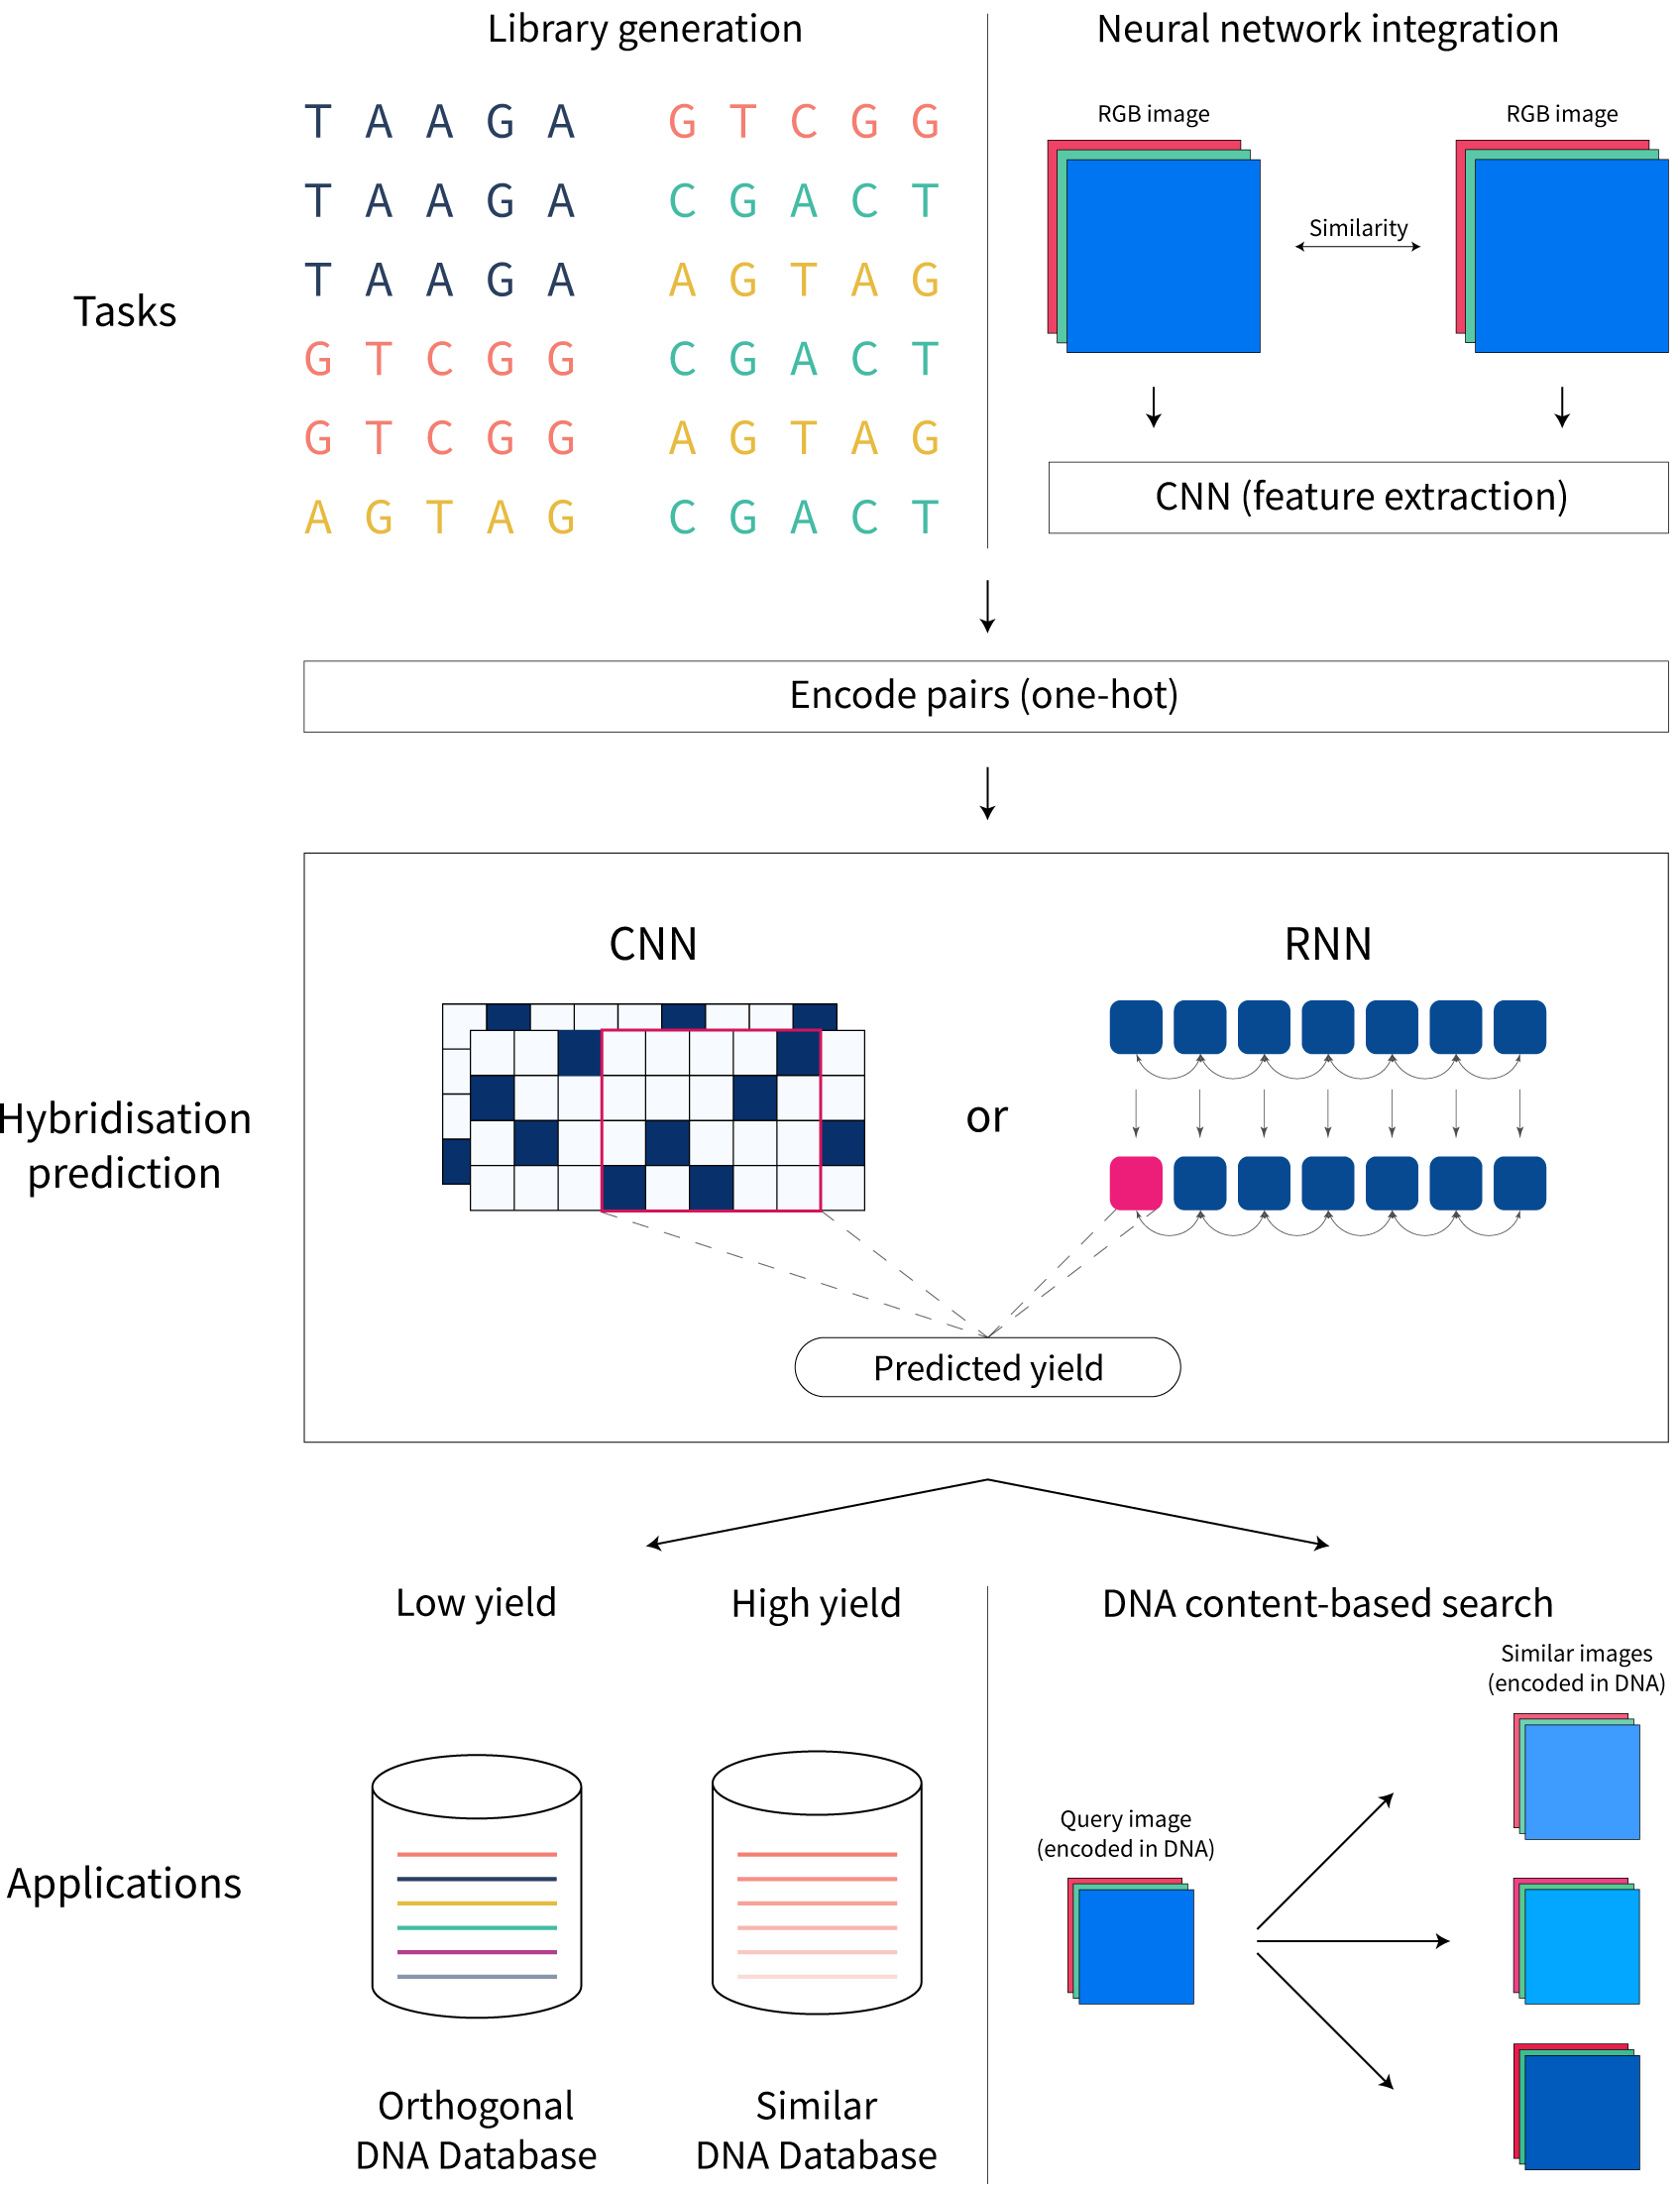 Library generation
Neural network integration
Tasks
T A A G A G T C G G
T A A G A C G A C T
T A A G A A G T A G
G T C G G C G A C T
G T C G G A G T A G
A G T A G C G A C T
RGB image
RGB image
Similarity
CNN (feature extraction)
Encode pairs (one-hot)
Hybridisation
prediction
CNN
or
RNN
Predicted yield
Applications
Low yield
High yield
DNA content-based search
Orthogonal
DNA Database
Similar
DNA Database
Query image
(encoded in DNA)
Similar images
(encoded in DNA)